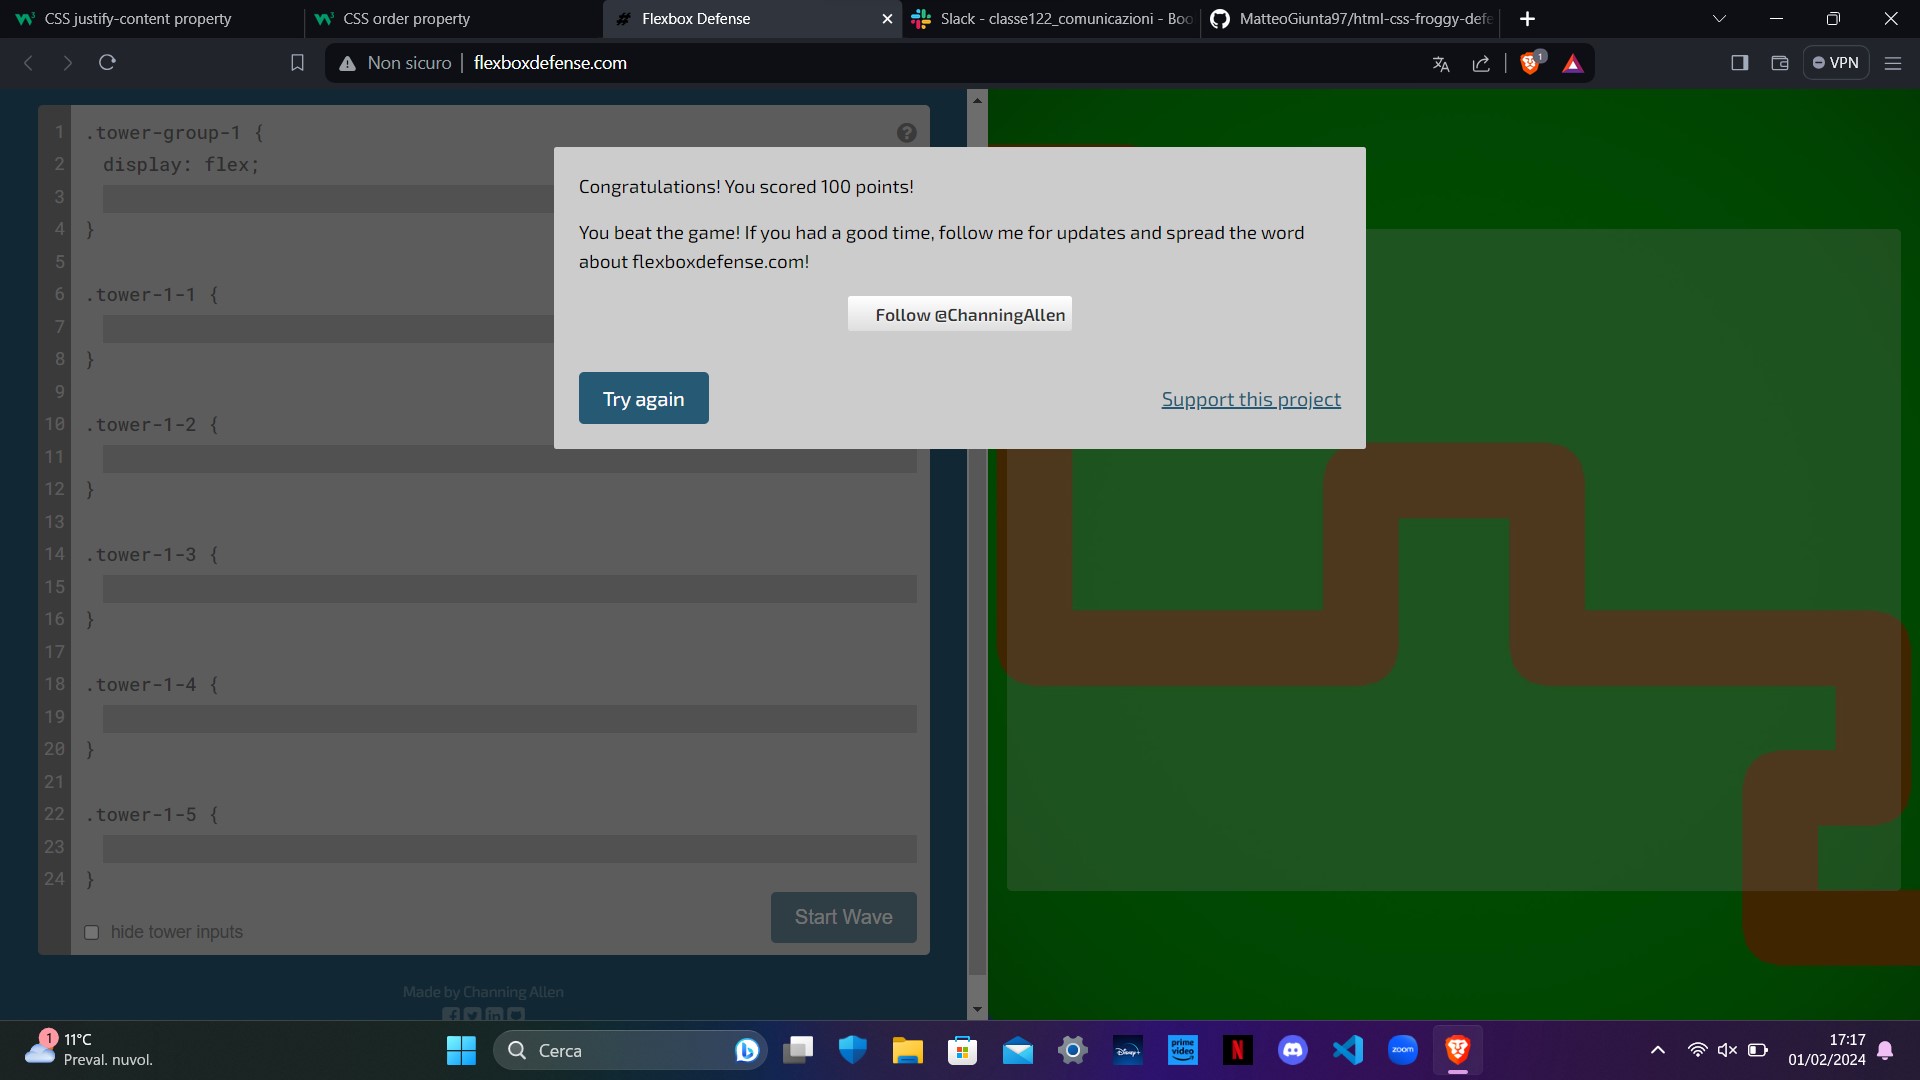 CSS justify-content property
CSS order property
Flexbox Defense
Slack - classe122_comunicazioni - Boo
MatteoGiunta97/html-css-froggy-defe
Non sicuro
flexboxdefense.com
1
VPN
1 .tower-group-1 {
2 display: flex;
3
4 }
5
6 .tower-1-1 {
7
8 }
9
10 .tower-1-2 {
11
12 }
13
14 .tower-1-3 {
15
16 }
17
18 .tower-1-4 {
19
20 }
21
22 .tower-1-5 {
23
24 }
?
Congratulations! You scored 100 points!
You beat the game! If you had a good time, follow me for updates and spread the word
about flexboxdefense.com!
Follow @ChanningAllen
Try again
Support this project
hide tower inputs
Start Wave
Made by Channing Allen
1
11°C
Preval. nuvol.
Cerca
Disney+
prime video
N
zoom
17:17
01/02/2024